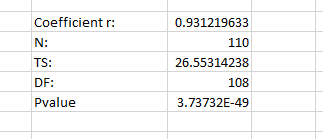 Coefficient r: 0.931219633
N: 110
TS: 26.55314238
DF: 108
Pvalue 3.73732E-49